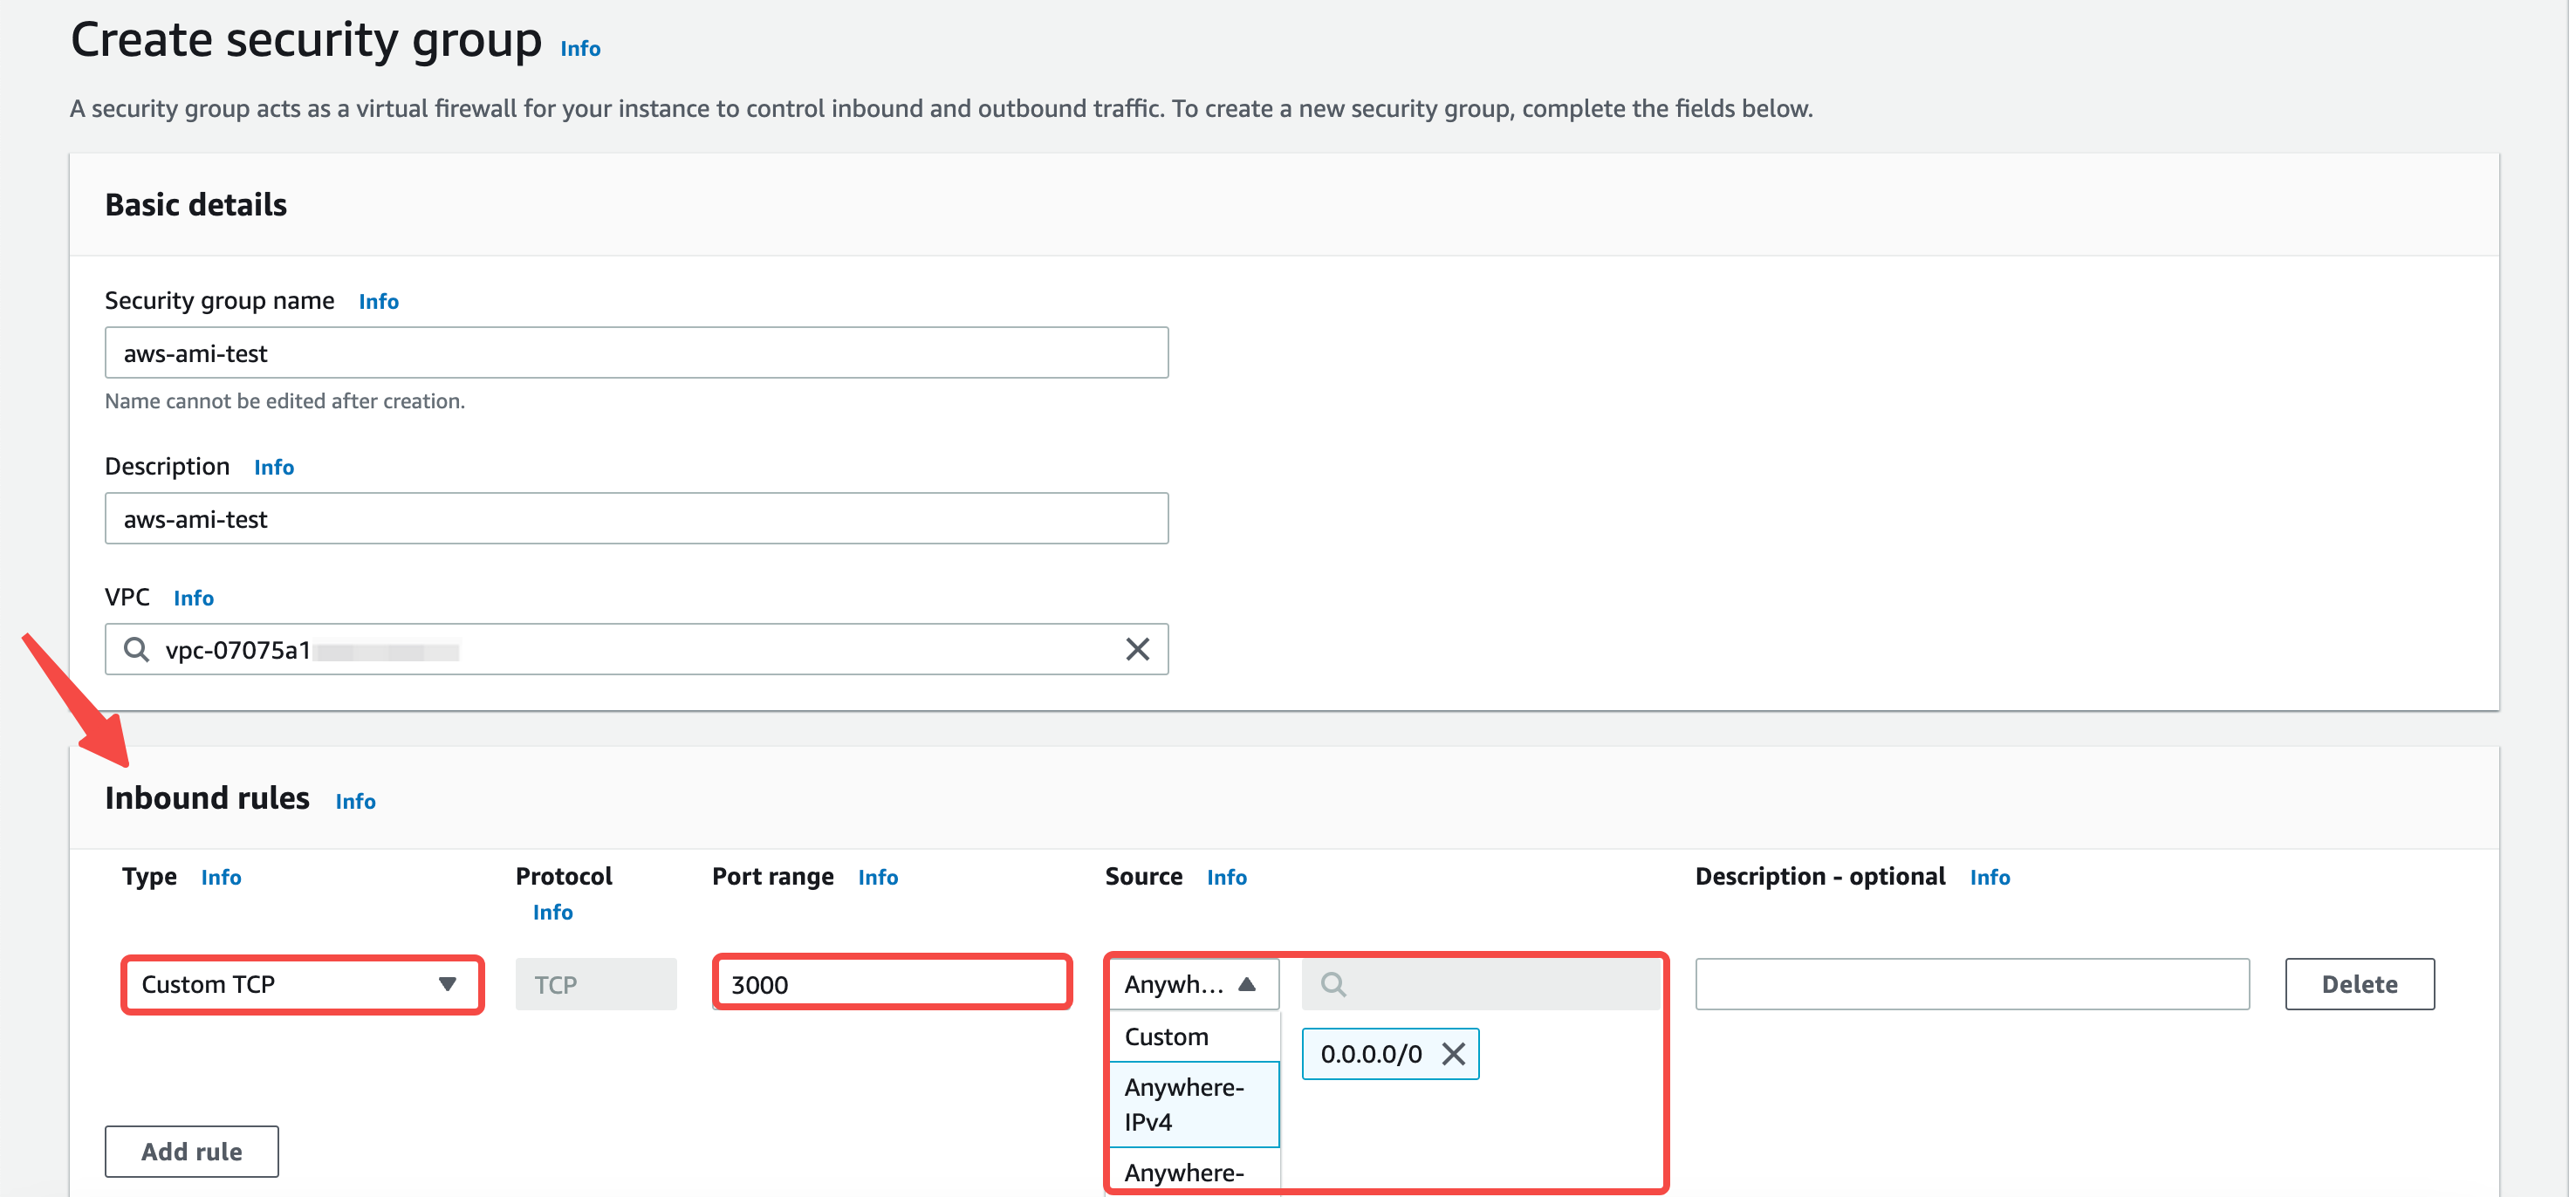 Create security group Info
A security group acts as a virtual firewall for your instance to control inbound and outbound traffic. To create a new security group, complete the fields below.
Basic details
Security group name Info
aws-ami-test
Name cannot be edited after creation.
Description Info
aws-ami-test
VPC Info
vpc-07075a1
Inbound rules Info
Type Info Protocol Info Port range Info Source Info Description - optional Info
Custom TCP TCP 3000 Anywh... Delete
Custom
0.0.0.0/0
Anywhere-
IPv4
Anywhere-
Add rule